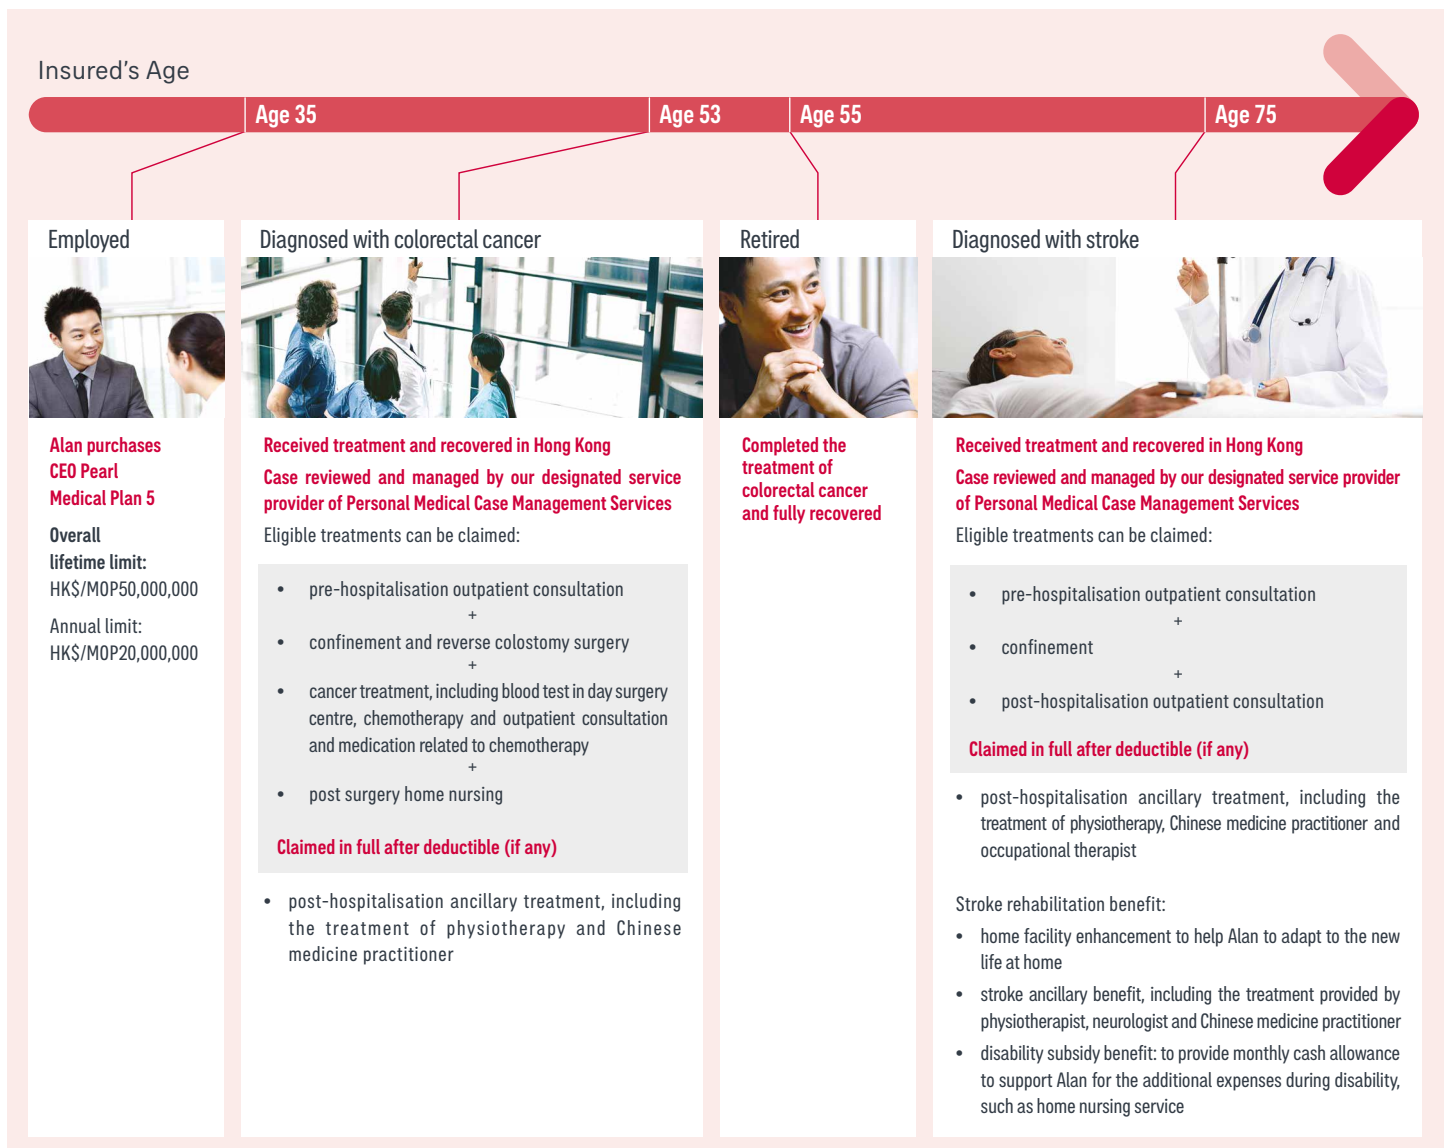 Insured's Age
Age 35
Age 53
Age 55
Age 75
Employed
Alan purchases
CEO Pearl
Medical Plan 5
Overall
lifetime limit:
HK$/MOP50,000,000
Annual limit:
HK$/MOP20,000,000
Diagnosed with colorectal cancer
Received treatment and recovered in Hong Kong
Case reviewed and managed by our designated service
provider of Personal Medical Case Management Services
Eligible treatments can be claimed:
• pre-hospitalisation outpatient consultation
+
• confinement and reverse colostomy surgery
+
• cancer treatment, including blood test in day surgery
centre, chemotherapy and outpatient consultation
and medication related to chemotherapy
+
• post surgery home nursing
Claimed in full after deductible (if any)
• post-hospitalisation ancillary treatment, including
the treatment of physiotherapy and Chinese
medicine practitioner
Retired
Completed the
treatment of
colorectal cancer
and fully recovered
Diagnosed with stroke
Received treatment and recovered in Hong Kong
Case reviewed and managed by our designated service provider
of Personal Medical Case Management Services
Eligible treatments can be claimed:
• pre-hospitalisation outpatient consultation
+
• confinement
+
• post-hospitalisation outpatient consultation
Claimed in full after deductible (if any)
• post-hospitalisation ancillary treatment, including the
treatment of physiotherapy, Chinese medicine practitioner and
occupational therapist
Stroke rehabilitation benefit:
• home facility enhancement to help Alan to adapt to the new
life at home
• stroke ancillary benefit, including the treatment provided by
physiotherapist, neurologist and Chinese medicine practitioner
• disability subsidy benefit: to provide monthly cash allowance
to support Alan for the additional expenses during disability,
such as home nursing service